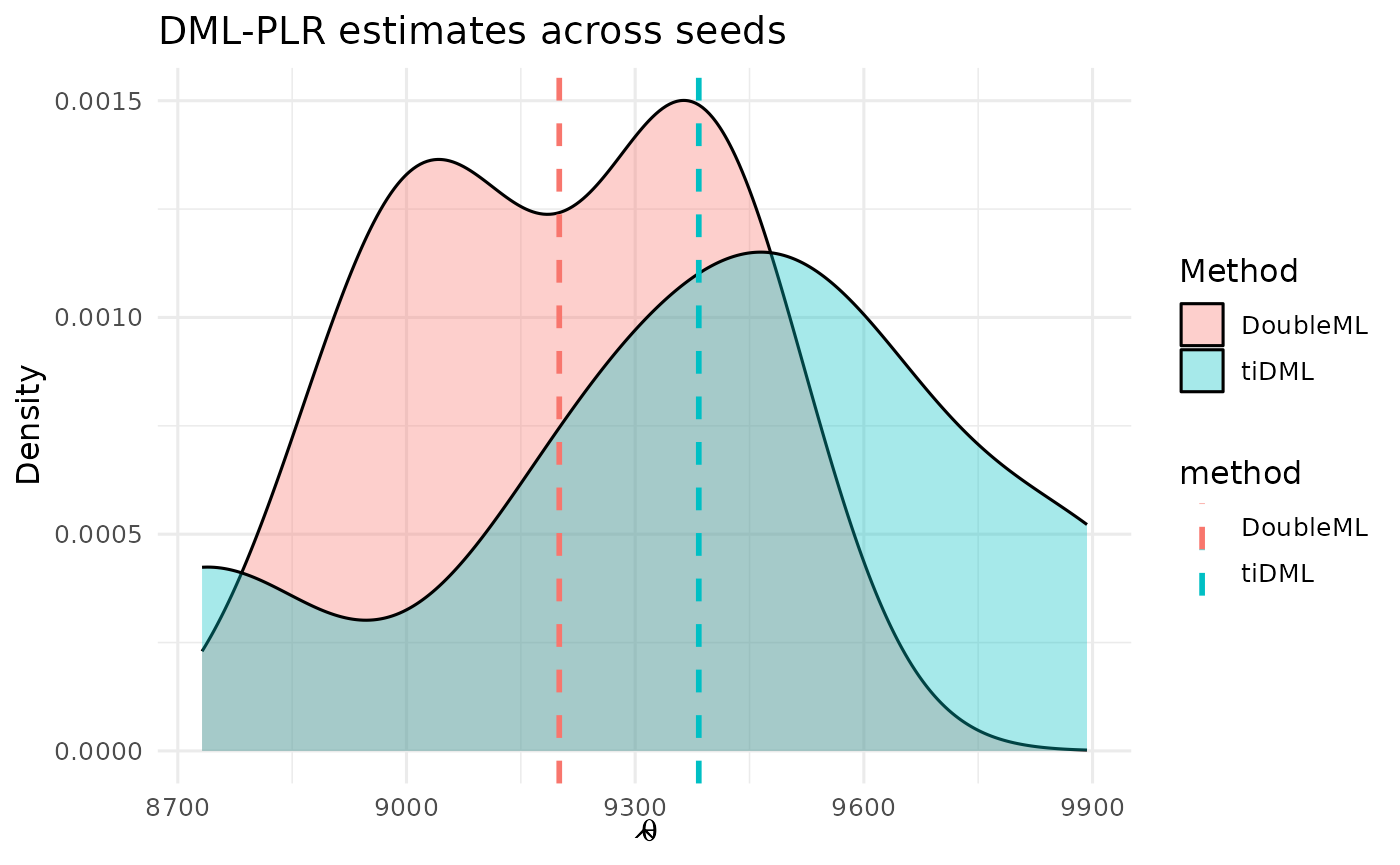 DML-PLR estimates across seeds
0.0015
0.0010
0.0005
0.0000
Density
8700 9000 9300 9600 9900
θ̂
Method
DoubleML
tiDML
method
DoubleML
tiDML